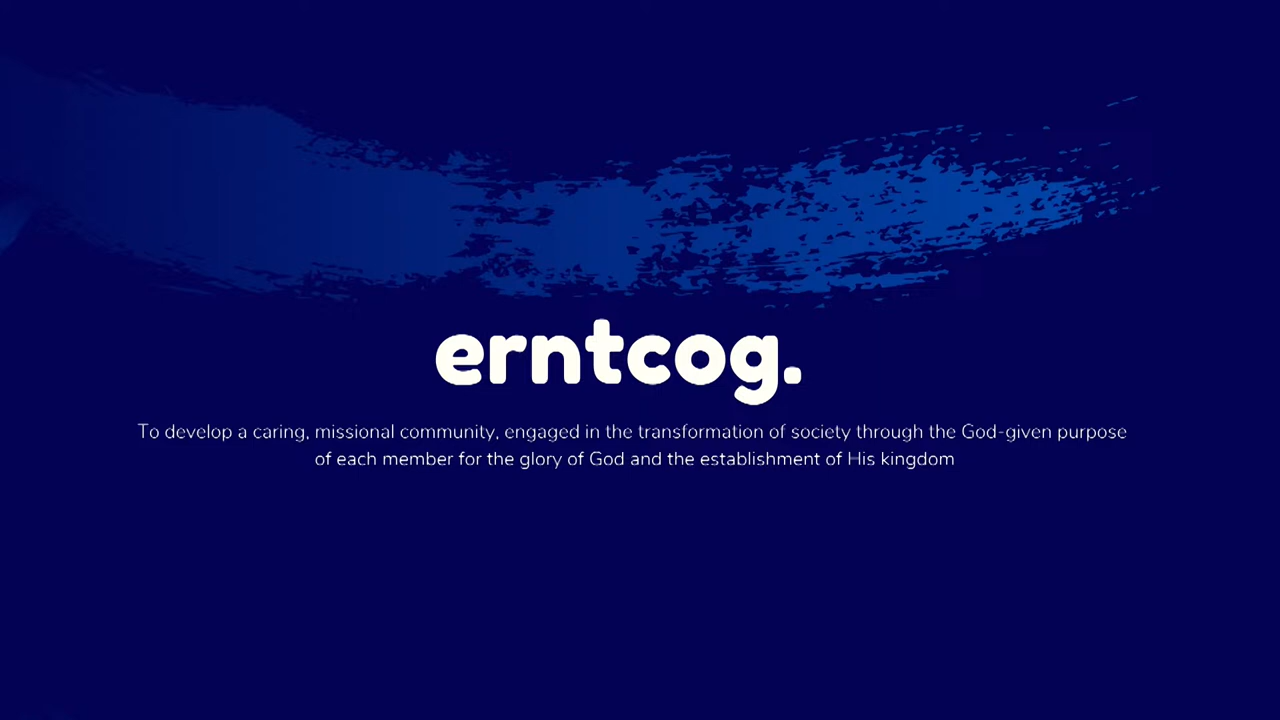 erntcog.
To develop a caring, missional community, engaged in the transformation of society through the God-given purpose
of each member for the glory of God and the establishment of His kingdom